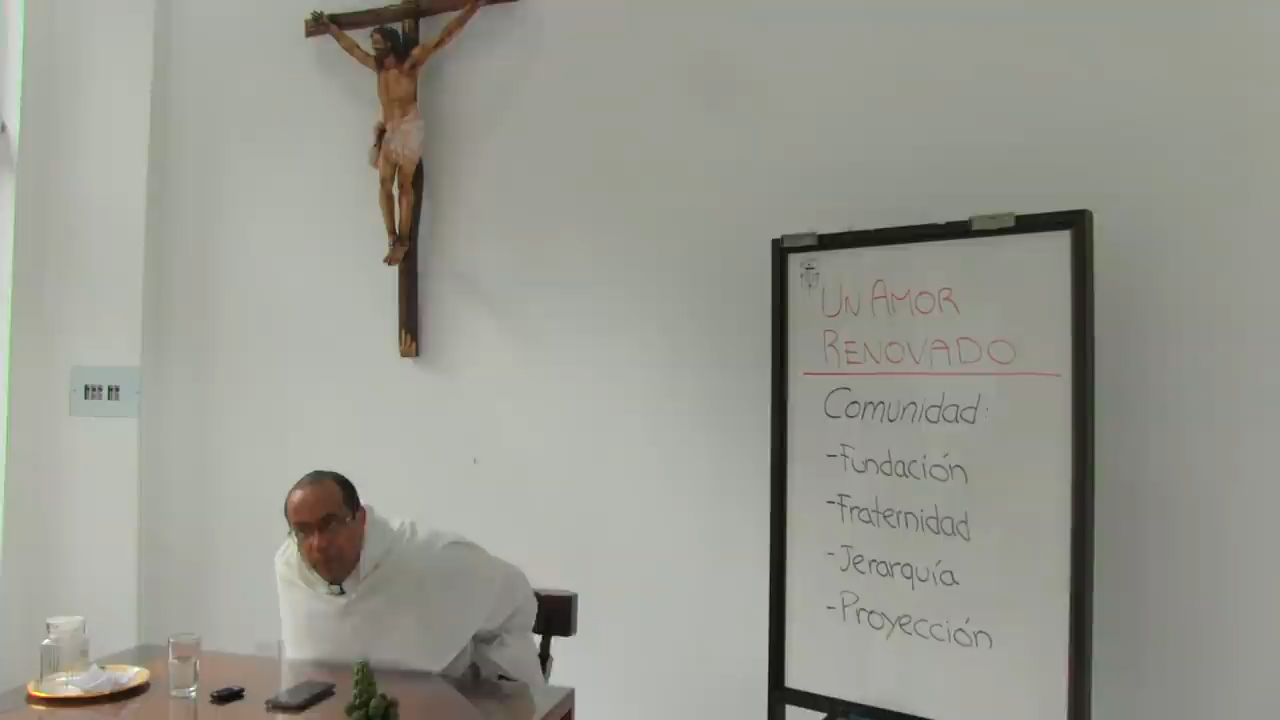 UN AMOR
RENOVADO
Comunidad:
-Fundación
-Fraternidad
-Jerarquía
-Proyección